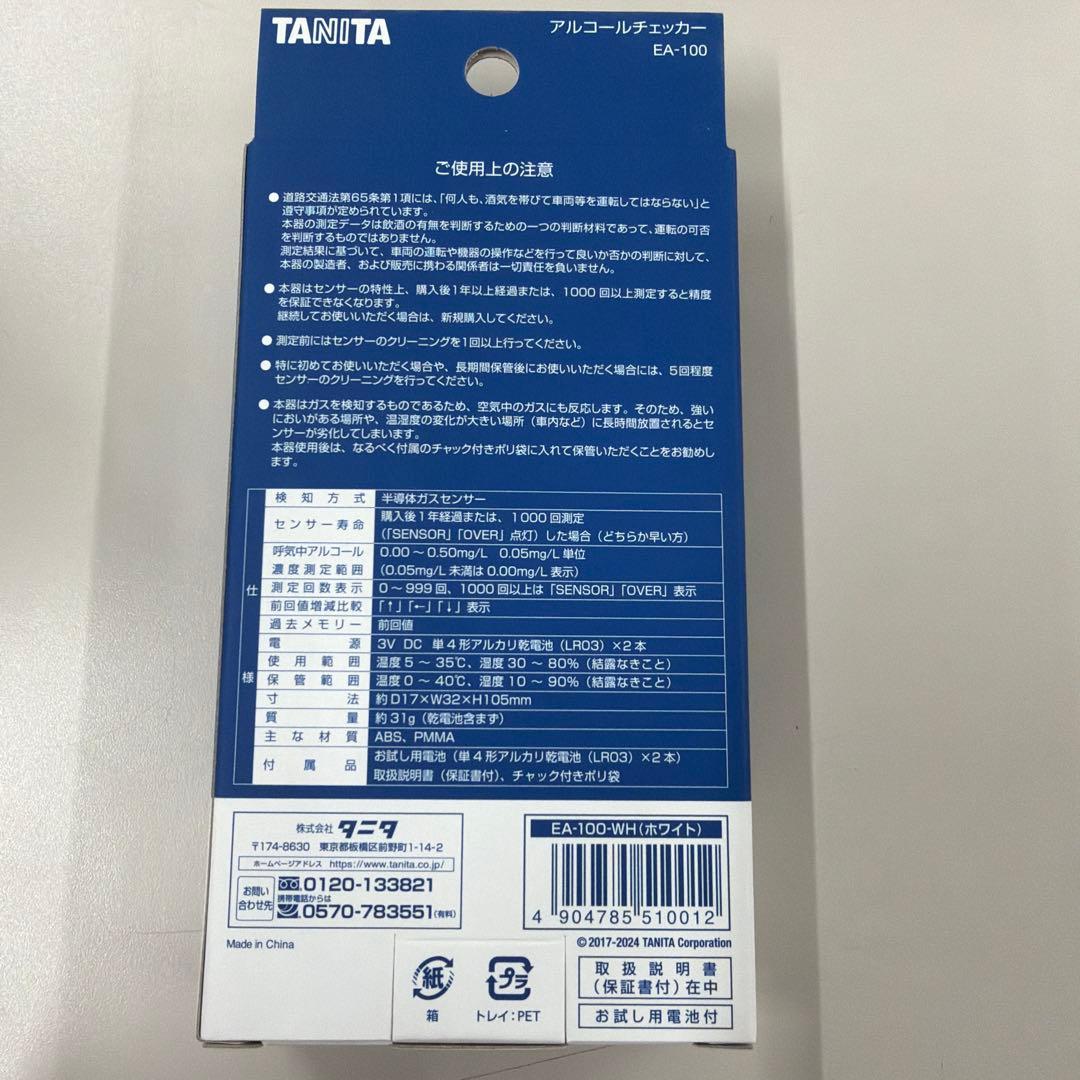 TANITA
アルコールチェッカー
EA-100
ご使用上の注意
● 道路交通法第65条第1項には、「何人も、酒気を帯びて車両等を運転してはならない」と
遵守事項が定められています。
本器の測定データは飲酒の有無を判断するための一つの判断材料であって、運転の可否
を判断するものではありません。
測定結果に基づいて、車両の運転や機器の操作などを行って良いか否かの判断に対して、
本器の製造者、および販売に携わる関係者は一切責任を負いません。
● 本器はセンサーの特性上、購入後1年以上経過または、1000 回以上測定すると精度
を保証できなくなります。
継続してお使いいただく場合は、新規購入してください。
● 測定前にはセンサーのクリーニングを1回以上行ってください。
● 特に初めてお使いいただく場合や、長期間保管後にお使いいただく場合には、5回程度
センサーのクリーニングを行ってください。
● 本器はガスを検知するものであるため、空気中のガスにも反応します。そのため、強い
においがある場所や、温湿度の変化が大きい場所（車内など）に長時間放置されるとセ
ンサーが劣化してしまいます。
本器使用後は、なるべく付属のチャック付きポリ袋に入れて保管いただくことをお勧めし
ます。
仕様
検知方式 半導体ガスセンサー
センサー寿命 購入後1年経過または、1000回測定
（「SENSOR」「OVER」点灯）した場合（どちらか早い方）
呼気中アルコール 0.00 ～ 0.50mg/L 0.05mg/L 単位
濃度測定範囲 （0.05mg/L 未満は 0.00mg/L 表示）
測定回数表示 0～999回、1000回以上は「SENSOR」「OVER」表示
前回値増減比較 「↑」「←」「↓」表示
過去メモリー 前回値
電源 3V DC 単4形アルカリ乾電池（LR03）×2本
使用範囲 温度5 ～ 35℃、湿度30 ～ 80%（結露なきこと）
保管範囲 温度0 ～ 40℃、湿度10 ～ 90%（結露なきこと）
寸法 約D17×W32×H105mm
質量 約31g（乾電池含まず）
主な材質 ABS、PMMA
付属品 お試し用電池（単4形アルカリ乾電池（LR03）×2本）
取扱説明書（保証書付）、チャック付きポリ袋
株式会社 タニタ
〒174-8630 東京都板橋区前野町1-14-2
ホームページアドレス https://www.tanita.co.jp/
お問い
合わせ先
0120-133821
携帯電話からは
0570-783551(有料)
EA-100-WH（ホワイト）
4 904785 510012
Made in China
©2017-2024 TANITA Corporation
紙
箱
プラ
トレイ：PET
取扱説明書
（保証書付）在中
お試し用電池付